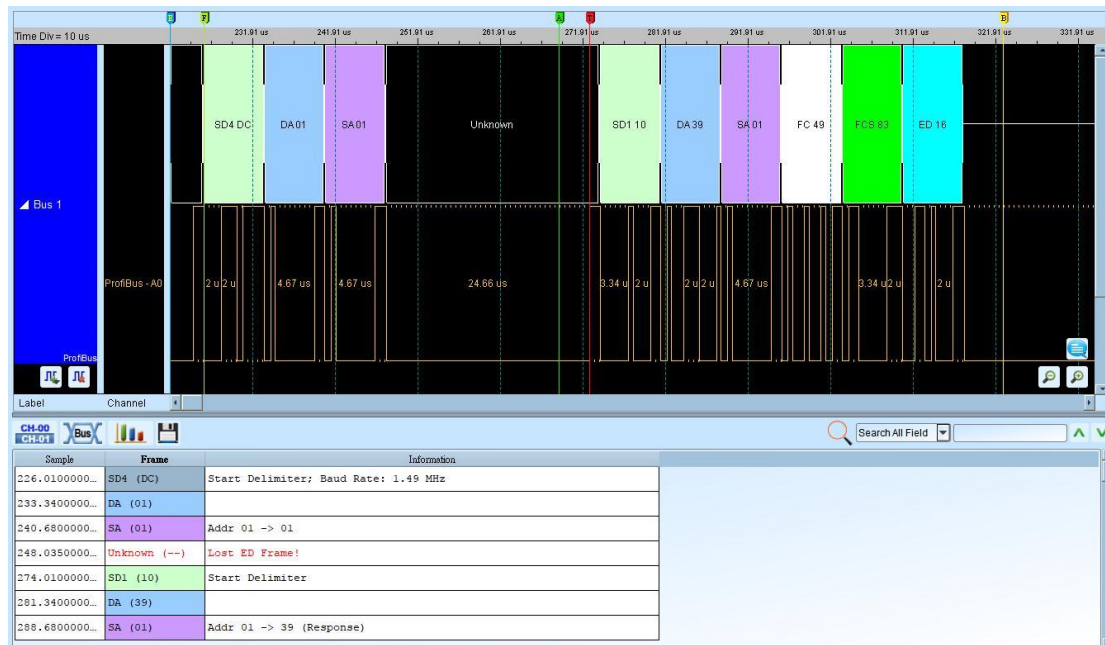 E F A T B
Time Div = 10 us 231.91 us 241.91 us 251.91 us 261.91 us 271.91 us 281.91 us 291.91 us 301.91 us 311.91 us 321.91 us 331.91 us
SD4 DC DA 01 SA 01 Unknown SD1 10 DA 39 SA 01 FC 49 FCS 83 ED 16
Bus 1
ProfiBus - A0 2 u 2 u 4.67 us 4.67 us 24.66 us 3.34 u 2 u 2 u 2 u 4.67 us 3.34 u 2 u 2 u
ProfiBus
Label Channel
CH-00
CH-01 Bus Search All Field
Sample Frame Information
226.0100000... SD4 (DC) Start Delimiter; Baud Rate: 1.49 MHz
233.3400000... DA (01)
240.6800000... SA (01) Addr 01 -> 01
248.0350000... Unknown (--) Lost ED Frame!
274.0100000... SD1 (10) Start Delimiter
281.3400000... DA (39)
288.6800000... SA (01) Addr 01 -> 39 (Response)